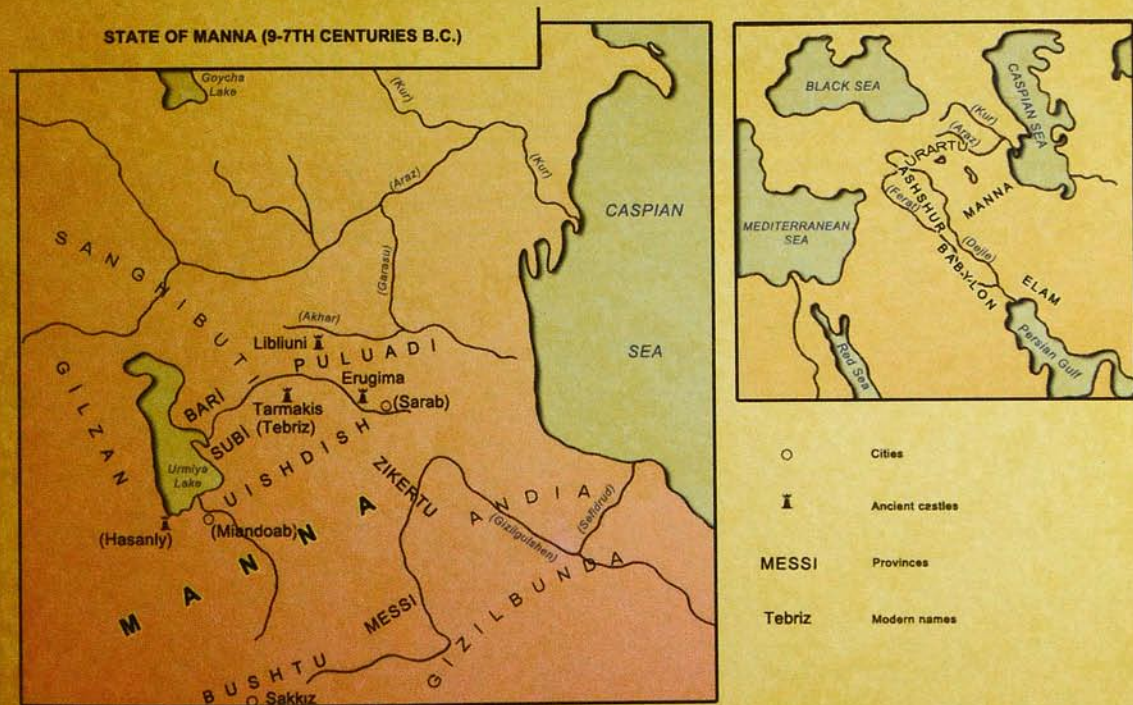 STATE OF MANNA (9-7TH CENTURIES B.C.)
Goycha
Lake
(Kur)
(Araz)
(Kur)
CASPIAN
SEA
SANGHIBUTI
(Garasu)
(Akhar)
Libliuni
PULUADI
GILZAN
BARI
Erugima
(Sarab)
Tarmakis
(Tebriz)
SUBI
UISHDISH
Urmiya
Lake
ZIKERTU
ANDIA
(Gizilgulshen)
(Sefidrud)
(Hasanly)
(Miandoab)
MANNA
MESSI
GIZILBUNDA
BUSHTU
Sakkız
BLACK SEA
CASPIAN SEA
(Kur)
(Araz)
URARTU
ASHSHUR
(Ferat)
MANNA
MEDITERRANEAN
SEA
(Dejle)
BABYLON
ELAM
Persian Gulf
Red Sea
Cities
Ancient castles
MESSI Provinces
Tebriz Modern names